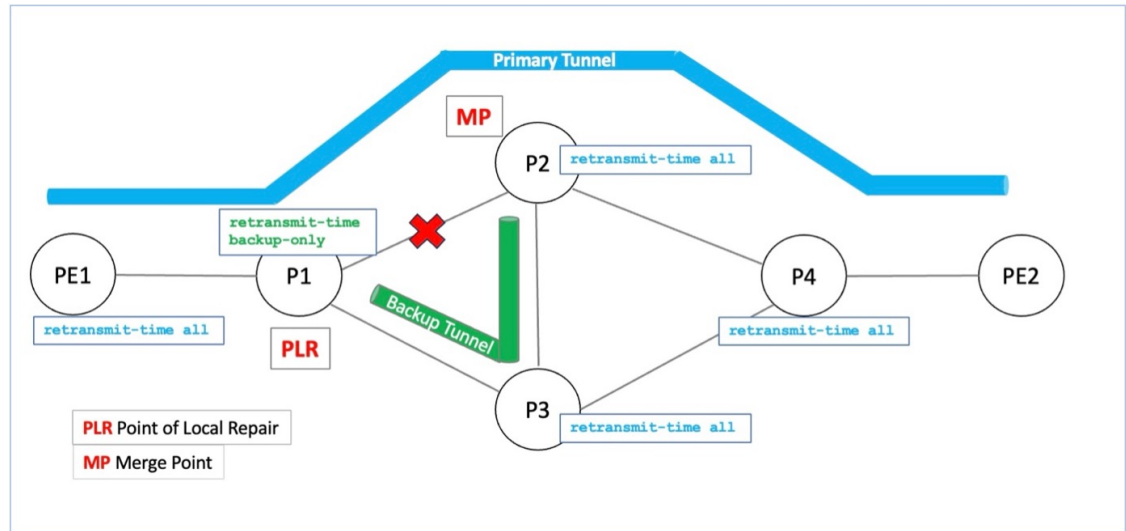 Primary Tunnel
MP
P2
retransmit-time all
retransmit-time
backup-only
PE1
P1
P4
PE2
retransmit-time all
Backup Tunnel
retransmit-time all
PLR
P3
retransmit-time all
PLR Point of Local Repair
MP Merge Point